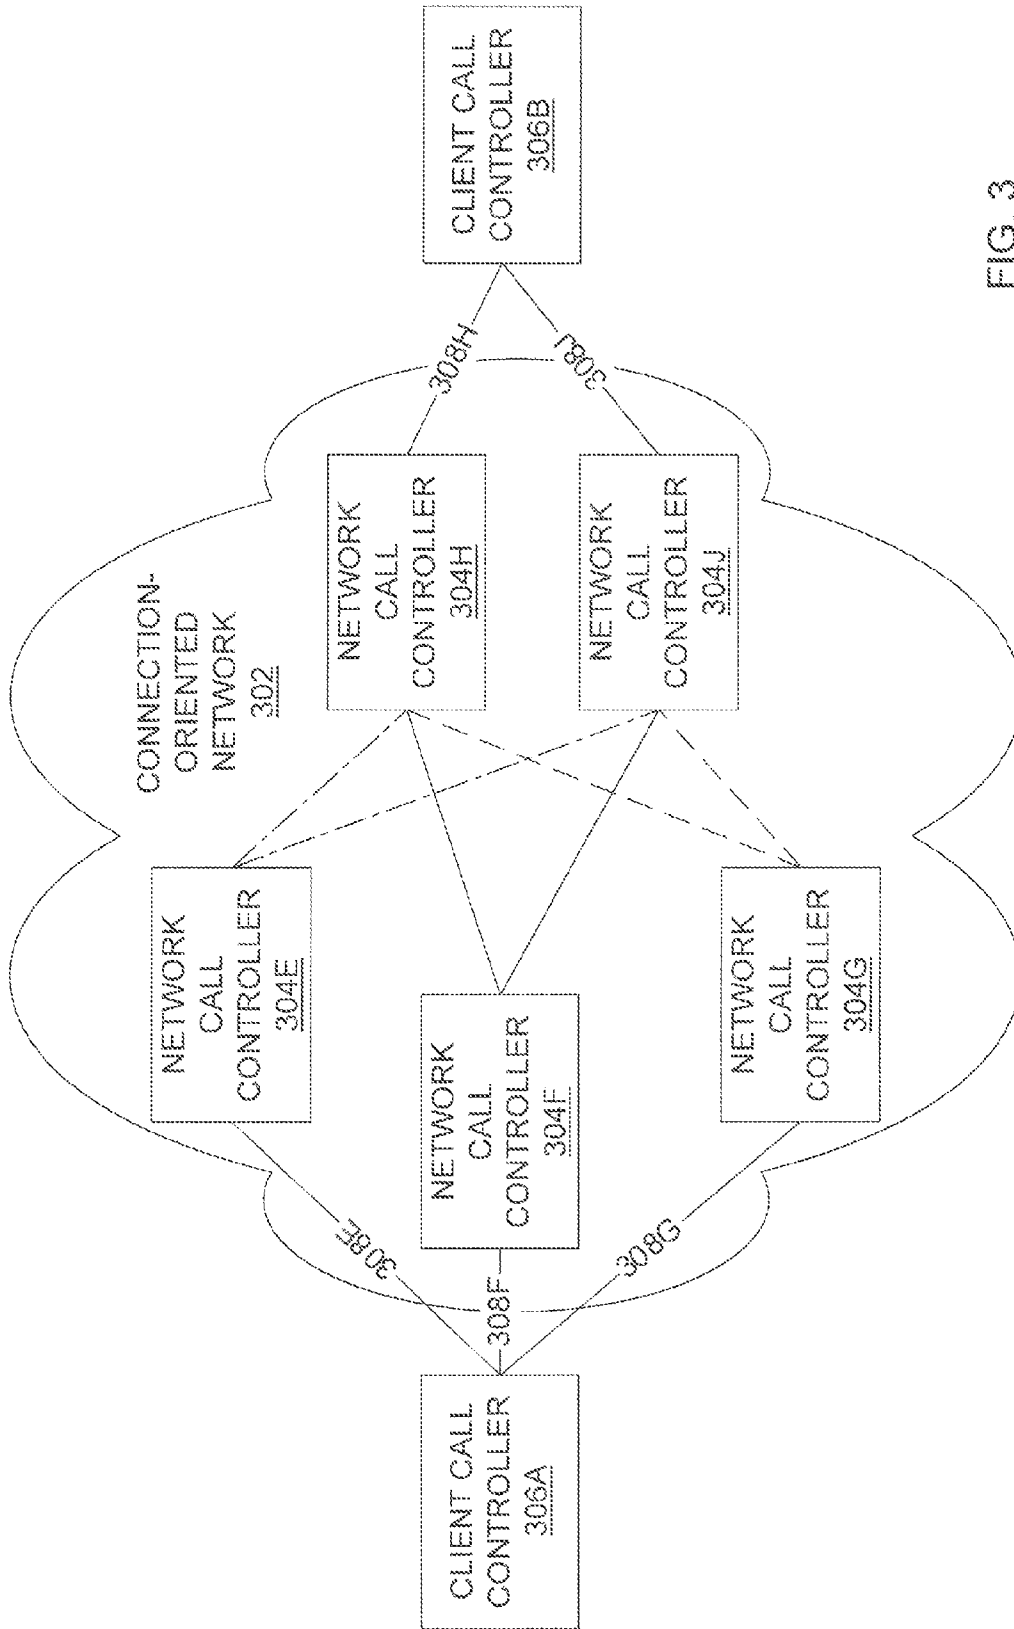 CLIENT CALL
CONTROLLER
306A
308E
308F
308G
NETWORK
CALL
CONTROLLER
304E
NETWORK
CALL
CONTROLLER
304F
NETWORK
CALL
CONTROLLER
304G
CONNECTION-
ORIENTED
NETWORK
302
NETWORK
CALL
CONTROLLER
304H
NETWORK
CALL
CONTROLLER
304J
308H
308J
CLIENT CALL
CONTROLLER
306B
FIG. 3